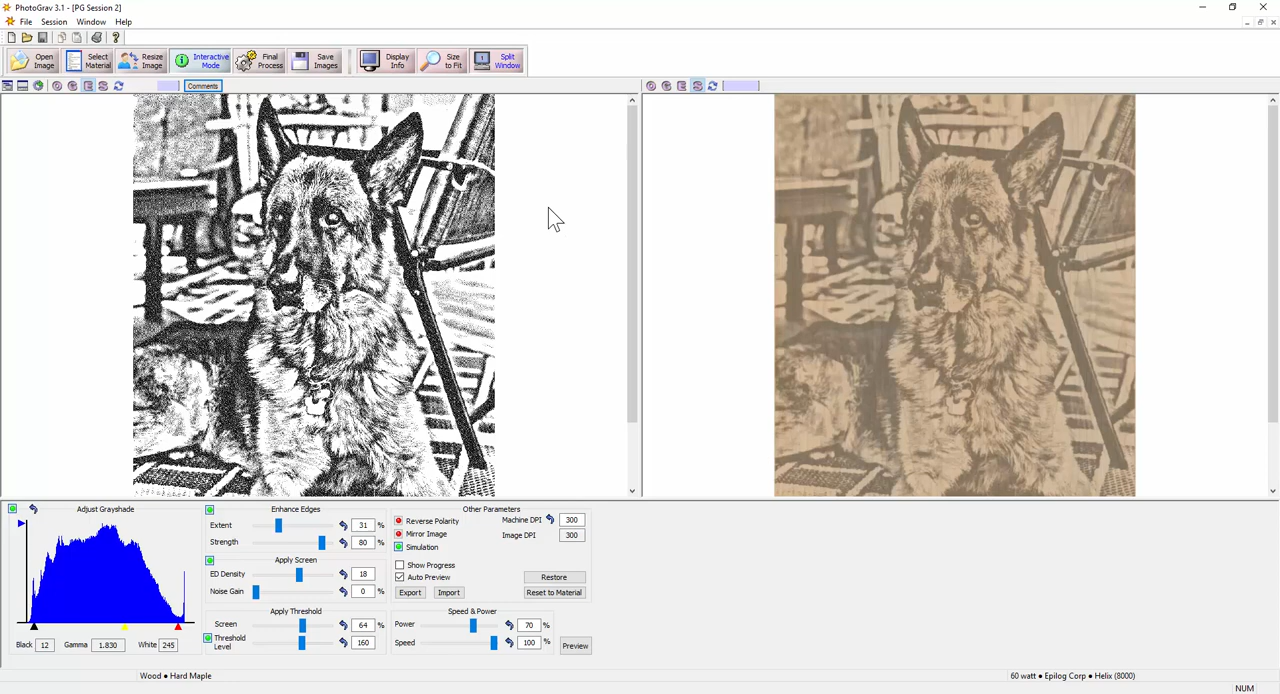 PhotoGrav 3.1 - [PG Session 2]
File Session Window Help
Open Image
Select Material
Resize Image
Interactive Mode
Final Process
Save Images
Display Info
Size to Fit
Split Window
Comments
Adjust Grayshade
Black 12 Gamma 1.830 White 245
Enhance Edges
Extent 31 %
Strength 80 %
Apply Screen
ED Density 18
Noise Gain 0 %
Apply Threshold
Screen 64 %
Threshold Level 160
Other Parameters
Reverse Polarity Machine DPI 300
Mirror Image Image DPI 300
Simulation
Show Progress
Auto Preview Restore
Export Import Reset to Material
Speed & Power
Power 70 %
Speed 100 %
Preview
Wood ● Hard Maple
60 watt ● Epilog Corp ● Helix (8000)
NUM